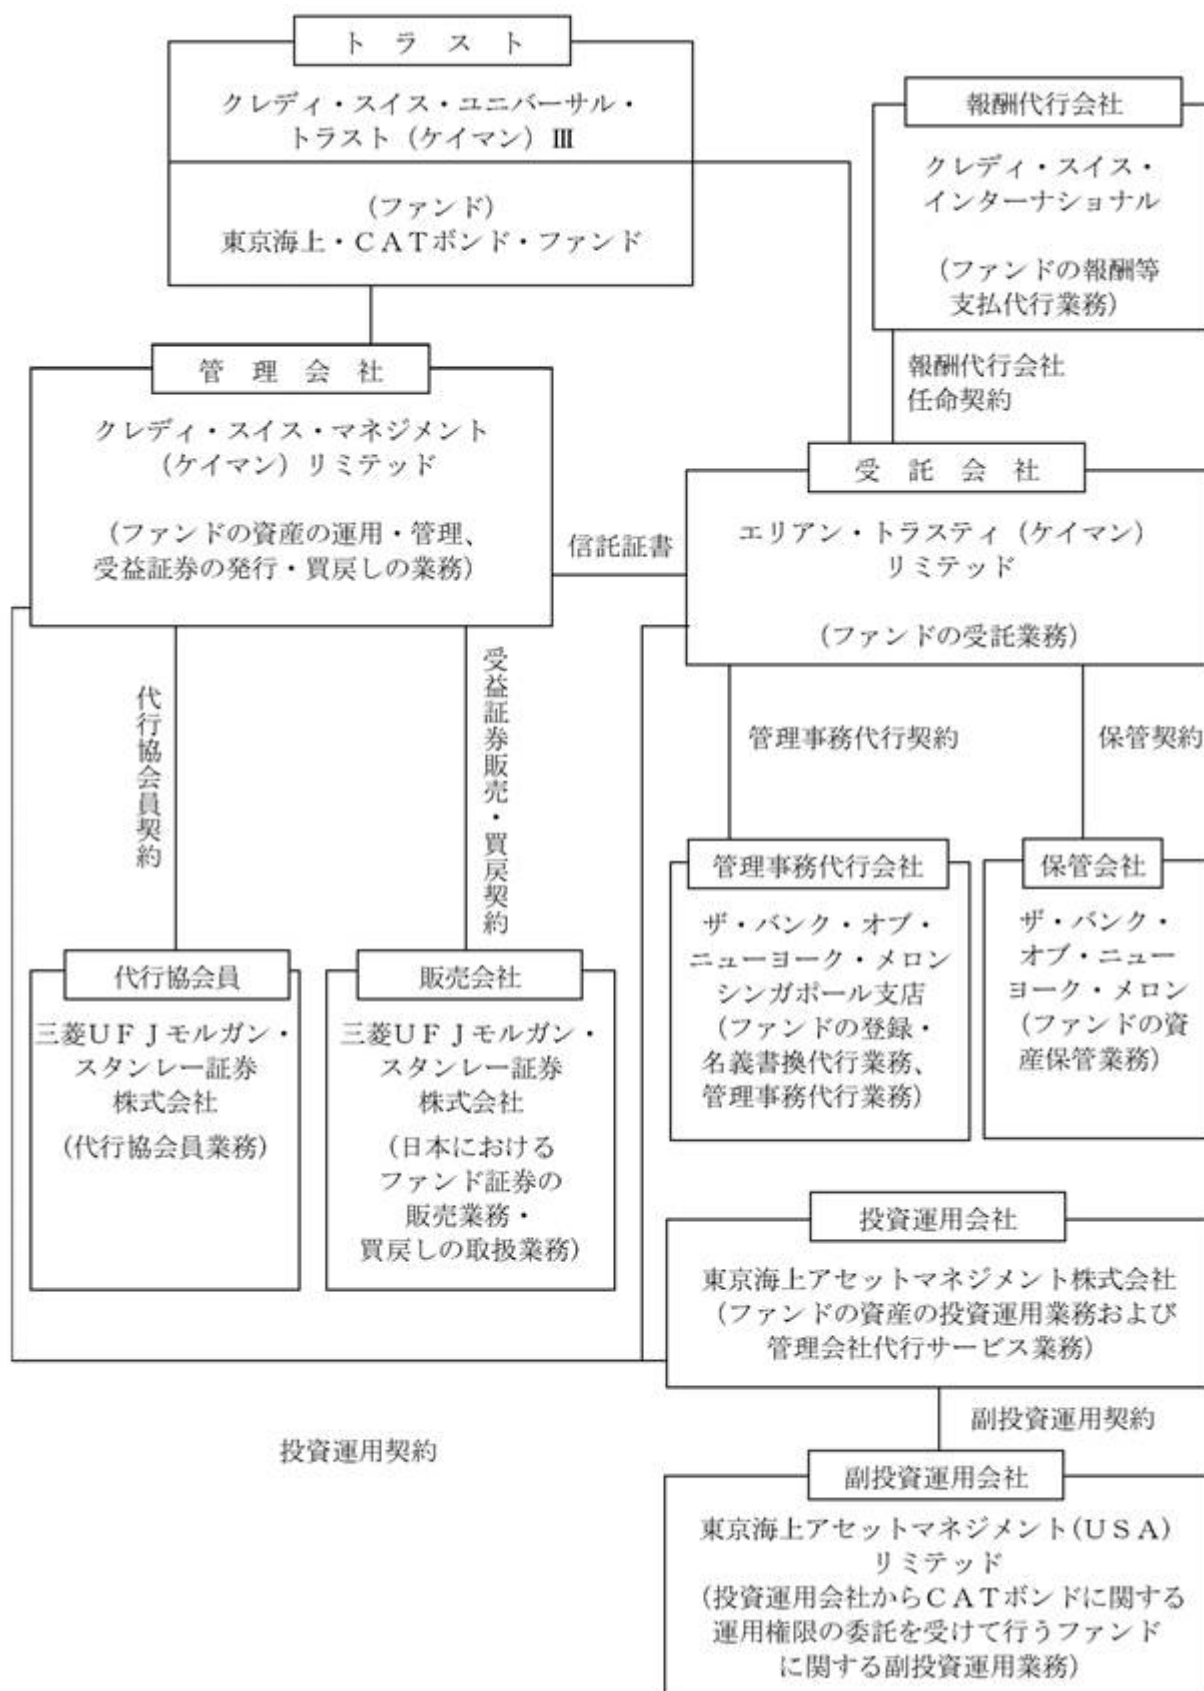 トラスト
クレディ・スイス・ユニバーサル・
トラスト（ケイマン）Ⅲ
（ファンド）
東京海上・ＣＡＴボンド・ファンド
報酬代行会社
クレディ・スイス・
インターナショナル
（ファンドの報酬等
支払代行業務）
報酬代行会社
任命契約
管理会社
クレディ・スイス・マネジメント
（ケイマン）リミテッド
（ファンドの資産の運用・管理、
受益証券の発行・買戻しの業務）
信託証書
受託会社
エリアン・トラスティ（ケイマン）
リミテッド
（ファンドの受託業務）
代行協会員契約
受益証券販売・買戻契約
管理事務代行契約
保管契約
代行協会員
三菱ＵＦＪモルガン・
スタンレー証券
株式会社
（代行協会員業務）
販売会社
三菱ＵＦＪモルガン・
スタンレー証券
株式会社
（日本における
ファンド証券の
販売業務・
買戻しの取扱業務）
管理事務代行会社
ザ・バンク・オブ・
ニューヨーク・メロン
シンガポール支店
（ファンドの登録・
名義書換代行業務、
管理事務代行業務）
保管会社
ザ・バンク・
オブ・ニュー
ヨーク・メロン
（ファンドの資
産保管業務）
投資運用会社
東京海上アセットマネジメント株式会社
（ファンドの資産の投資運用業務および
管理会社代行サービス業務）
投資運用契約
副投資運用契約
副投資運用会社
東京海上アセットマネジメント(ＵＳＡ)
リミテッド
（投資運用会社からＣＡＴボンドに関する
運用権限の委託を受けて行うファンド
に関する副投資運用業務）